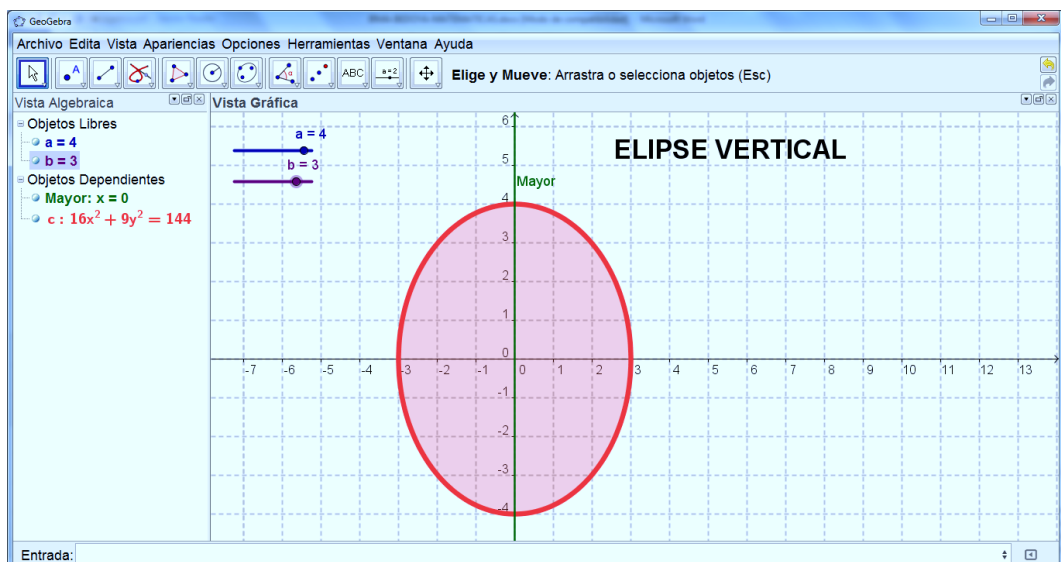 GeoGebra
Archivo Edita Vista Apariencias Opciones Herramientas Ventana Ayuda
A
ABC
a=2
Elige y Mueve: Arrastra o selecciona objetos (Esc)
Vista Algebraica
Objetos Libres
a = 4
b = 3
Objetos Dependientes
Mayor: x = 0
c : 16x² + 9y² = 144
Vista Gráfica
a = 4
b = 3
ELIPSE VERTICAL
Mayor
6
5
4
3
2
1
0
-1
-2
-3
-4
-7 -6 -5 -4 -3 -2 -1 0 1 2 3 4 5 6 7 8 9 10 11 12 13
Entrada: